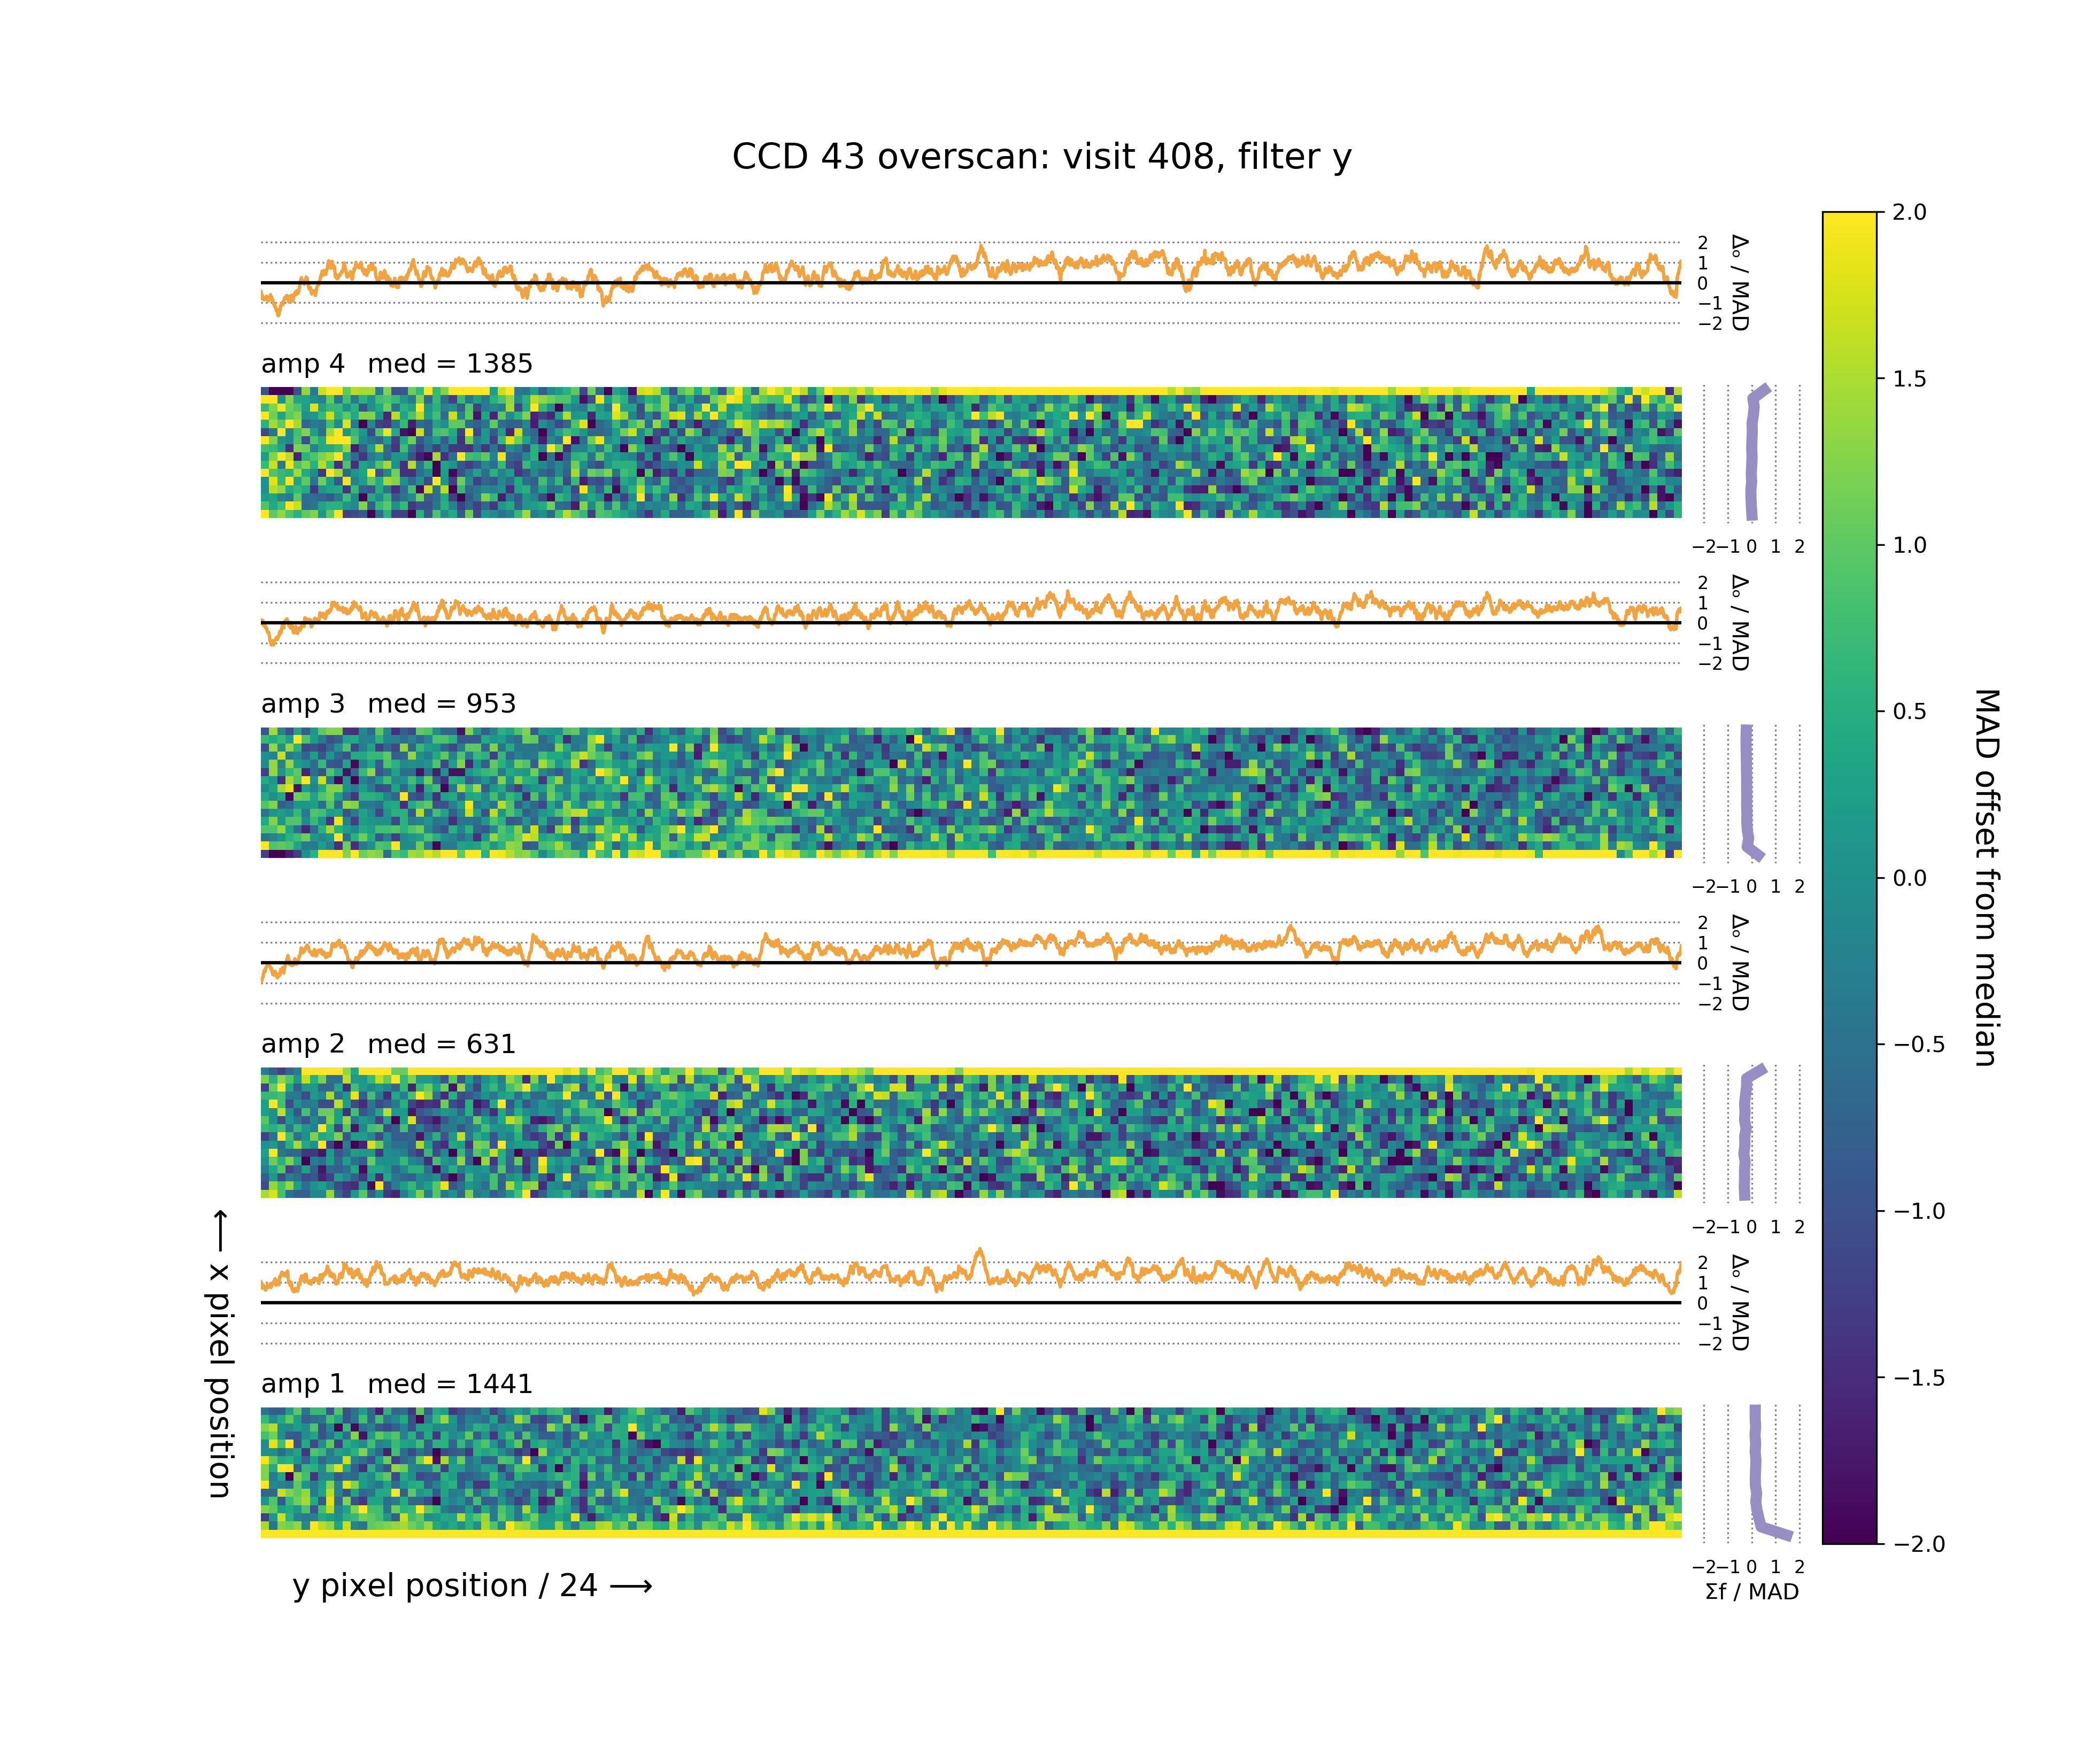 CCD 43 overscan: visit 408, filter y
2
1
0
−1
−2
Δₒ / MAD
amp 4 med = 1385
−2 −1 0 1 2
2
1
0
−1
−2
Δₒ / MAD
amp 3 med = 953
−2 −1 0 1 2
2
1
0
−1
−2
Δₒ / MAD
amp 2 med = 631
−2 −1 0 1 2
2
1
0
−1
−2
Δₒ / MAD
amp 1 med = 1441
−2 −1 0 1 2
Σf / MAD
⟵ x pixel position
y pixel position / 24 ⟶
2.0
1.5
1.0
0.5
0.0
−0.5
−1.0
−1.5
−2.0
MAD offset from median